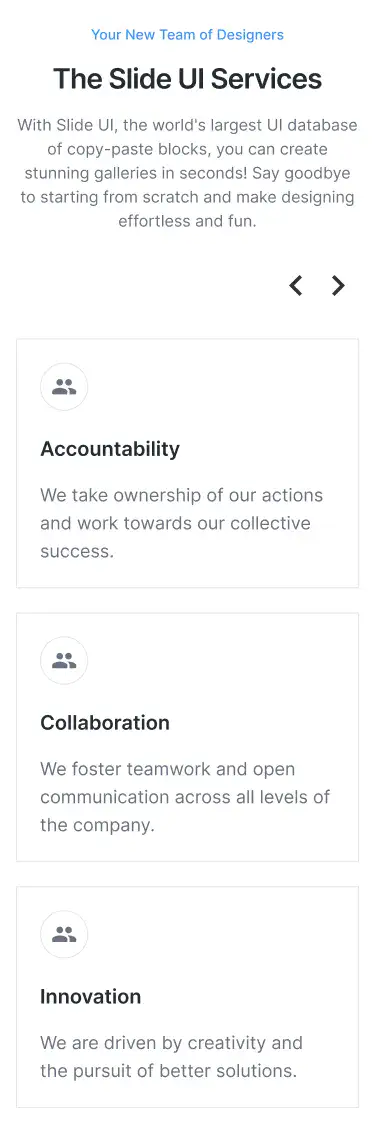 Your New Team of Designers
The Slide UI Services
With Slide UI, the world's largest UI database
of copy-paste blocks, you can create
stunning galleries in seconds! Say goodbye
to starting from scratch and make designing
effortless and fun.
Accountability
We take ownership of our actions
and work towards our collective
success.
Collaboration
We foster teamwork and open
communication across all levels of
the company.
Innovation
We are driven by creativity and
the pursuit of better solutions.